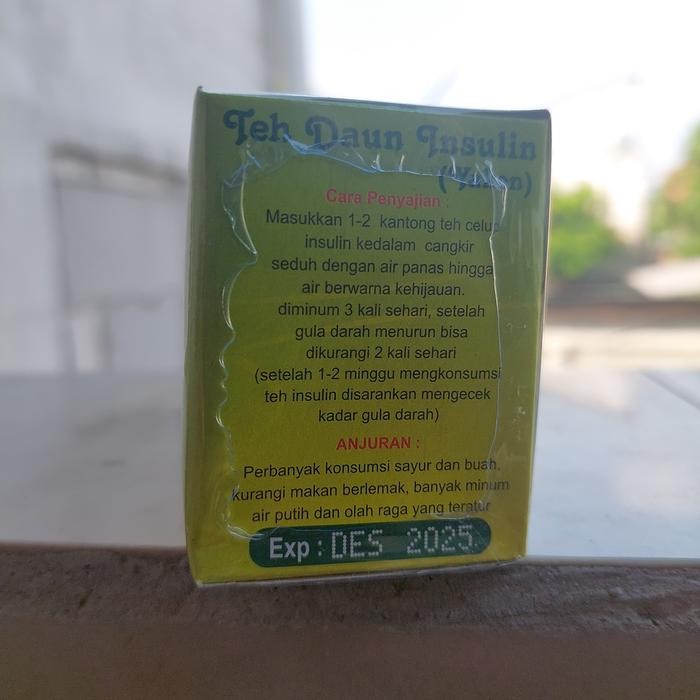 Teh Daun Insulin
(Yakon)
Cara Penyajian :
Masukkan 1-2 kantong teh celup
insulin kedalam cangkir
seduh dengan air panas hingga
air berwarna kehijauan.
diminum 3 kali sehari, setelah
gula darah menurun bisa
dikurangi 2 kali sehari
(setelah 1-2 minggu mengkonsumsi
teh insulin disarankan mengecek
kadar gula darah)
ANJURAN :
Perbanyak konsumsi sayur dan buah,
kurangi makan berlemak, banyak minum
air putih dan olah raga yang teratur
Exp : DES 2025